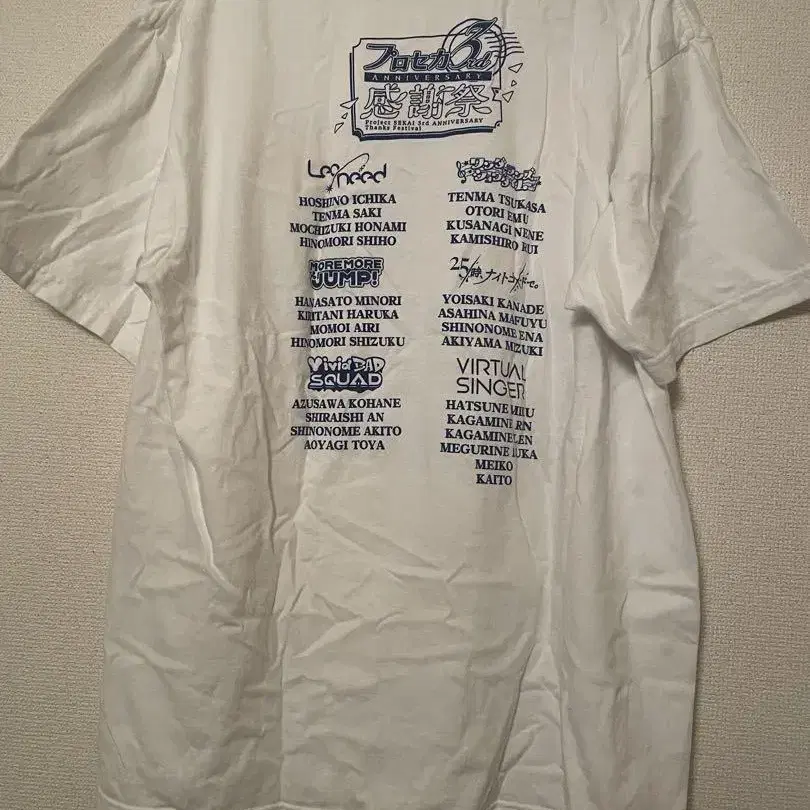 プロセカ3rd
ANNIVERSARY
感謝祭
Project SEKAI 3rd ANNIVERSARY
Thanks Festival
Leo/need
HOSHINO ICHIKA
TENMA SAKI
MOCHIZUKI HONAMI
HINOMORI SHIHO
MORE MORE
JUMP!
HANASATO MINORI
KIRITANI HARUKA
MOMOI AIRI
HINOMORI SHIZUKU
Vivid BAD
SQUAD
AZUSAWA KOHANE
SHIRAISHI AN
SHINONOME AKITO
AOYAGI TOYA
TENMA TSUKASA
OTORI EMU
KUSANAGI NENE
KAMISHIRO RUI
25時、ナイトコードで。
YOISAKI KANADE
ASAHINA MAFUYU
SHINONOME ENA
AKIYAMA MIZUKI
VIRTUAL
SINGER
HATSUNE MIKU
KAGAMINE RIN
KAGAMINE LEN
MEGURINE LUKA
MEIKO
KAITO